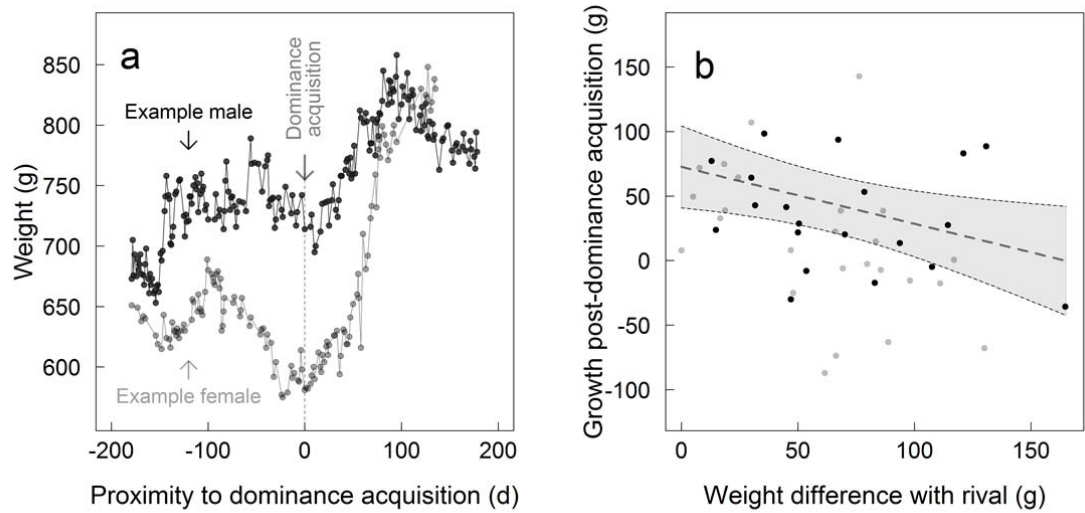 a
Example male
Dominance
acquisition
Example female
Weight (g)
850
800
750
700
650
600
-200
-100
0
100
200
Proximity to dominance acquisition (d)
b
Growth post-dominance acquisition (g)
150
100
50
0
-50
-100
0
50
100
150
Weight difference with rival (g)